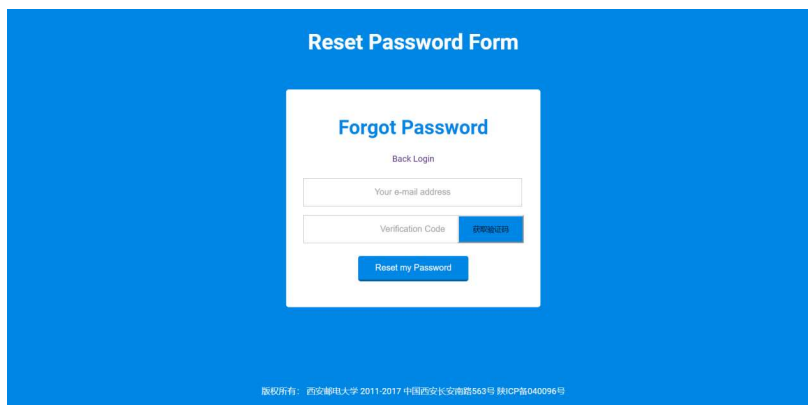 Reset Password Form
Forgot Password
Back Login
Your e-mail address
Verification Code
获取验证码
Reset my Password
版权所有： 西安邮电大学 2011-2017 中国西安长安南路563号 陕ICP备040096号